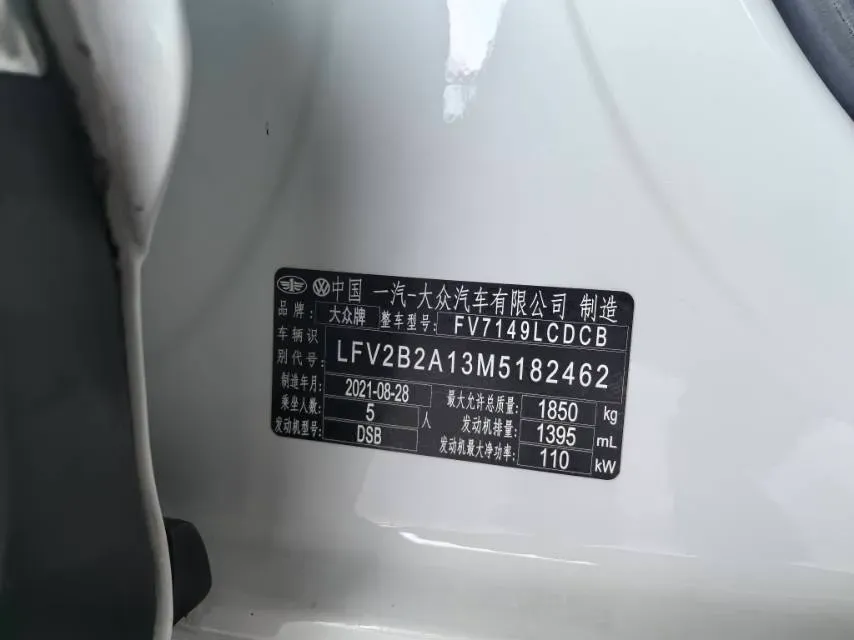 中国 一汽-大众汽车有限公司 制造
品牌: 大众牌 整车型号: FV7149LCDCB
车辆识别代号: LFV2B2A13M5182462
制造年月: 2021-08-28 最大允许总质量: 1850 kg
乘坐人数: 5 人 发动机排量: 1395 mL
发动机型号: DSB 发动机最大净功率: 110 kW